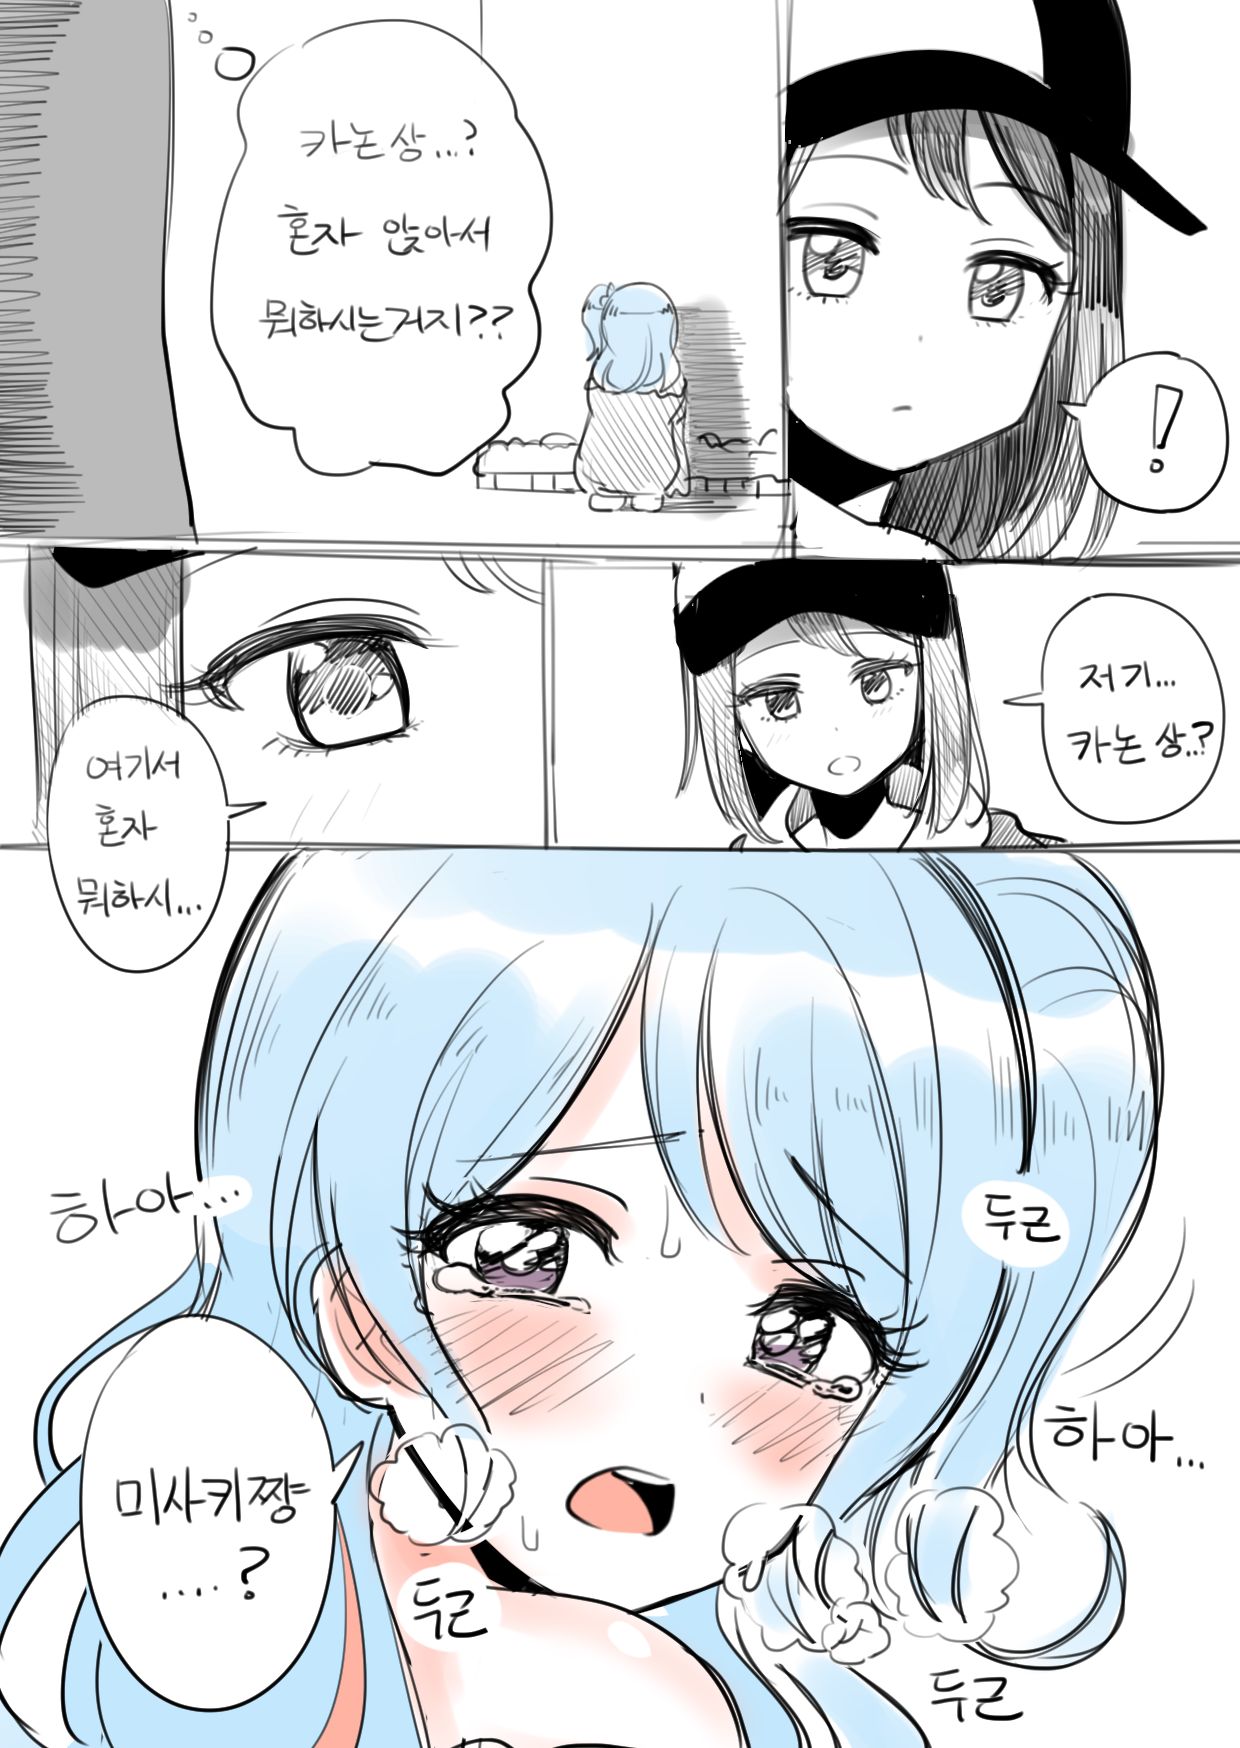 !
카논상...?
혼자 앉아서
뭐하시는거지??
저기...
카논 상..?
여기서
혼자
뭐하시...
하아...
두근
하아...
미사키쨩
....?
두근
두근